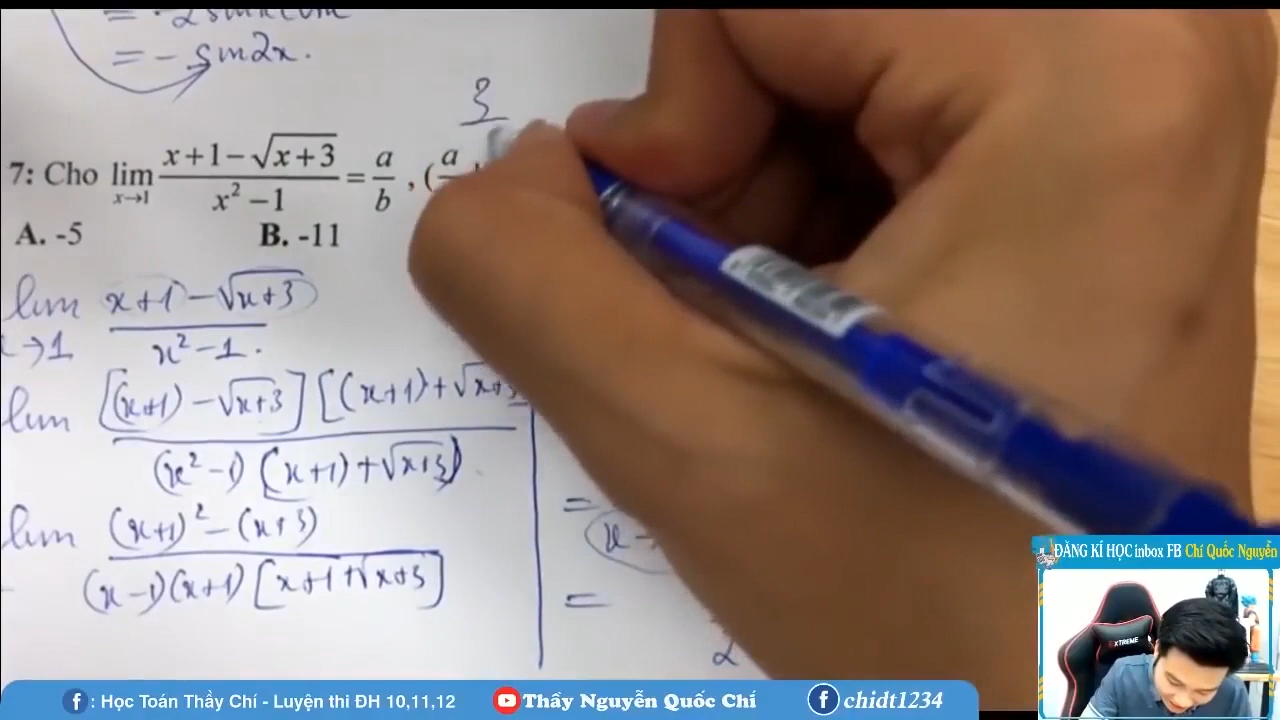 = - sin2x.
3
7: Cho lim x→1 (x+1-√(x+3))/(x²-1) = a/b , (a
A. -5 B. -11
lim x→1 (x+1-√(x+3))/(x²-1).
lim ([(x+1)-√(x+3)][(x+1)+√(x+3)])/((x²-1)((x+1)+√(x+3)))
lim ((x+1)²-(x+3))/((x-1)(x+1)[x+1+√(x+3)])
=
=
2
ĐĂNG KÍ HỌC inbox FB Chí Quốc Nguyễn
EXTREME
f : Học Toán Thầy Chí - Luyện thi ĐH 10,11,12 Thầy Nguyễn Quốc Chí f chidt1234